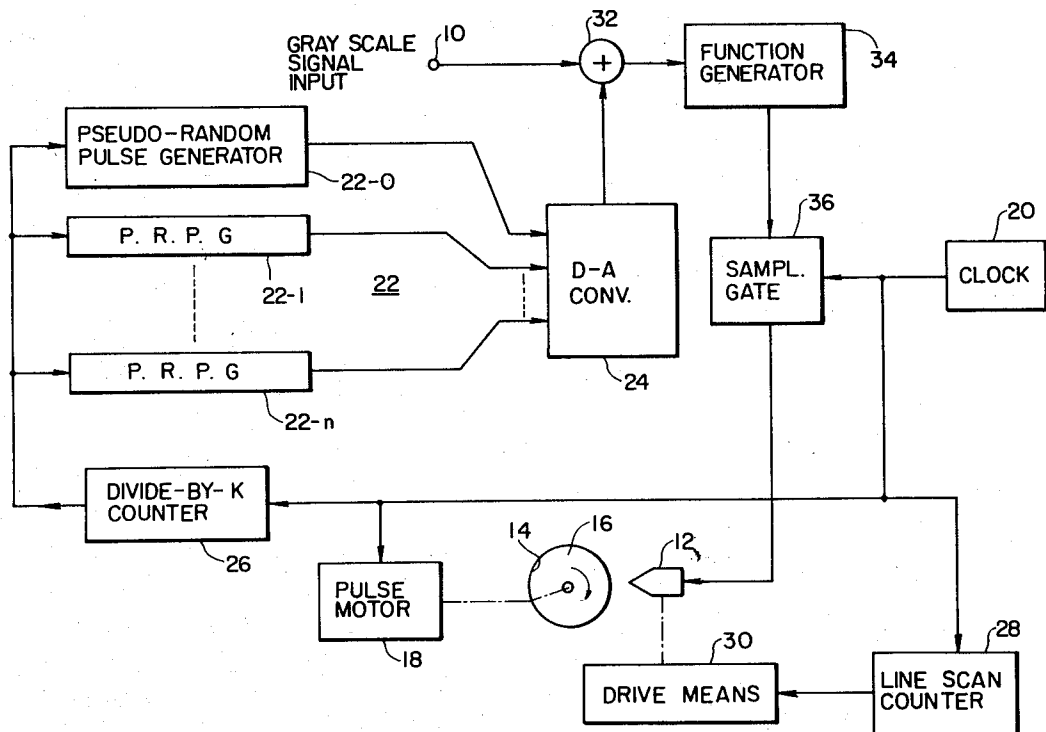 32
10
GRAY SCALE
SIGNAL
INPUT
+
FUNCTION
GENERATOR
34
PSEUDO-RANDOM
PULSE GENERATOR
22-0
36
20
P. R. P. G
22-1
22
D-A
CONV.
SAMPL.
GATE
CLOCK
P. R. P. G
22-n
24
DIVIDE-BY-K
COUNTER
26
14
16
12
PULSE
MOTOR
18
30
28
DRIVE MEANS
LINE SCAN
COUNTER